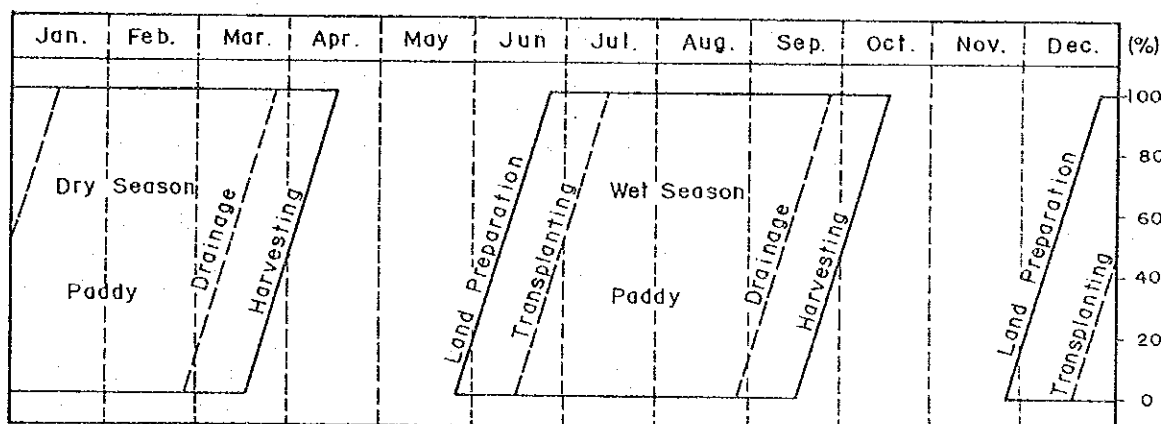 Jan. Feb. Mar. Apr. May Jun Jul. Aug. Sep. Oct. Nov. Dec. (%)
100
80
60
40
20
0
Dry Season
Paddy
Drainage
Harvesting
Land Preparation
Transplanting
Wet Season
Paddy
Drainage
Harvesting
Land Preparation
Transplanting